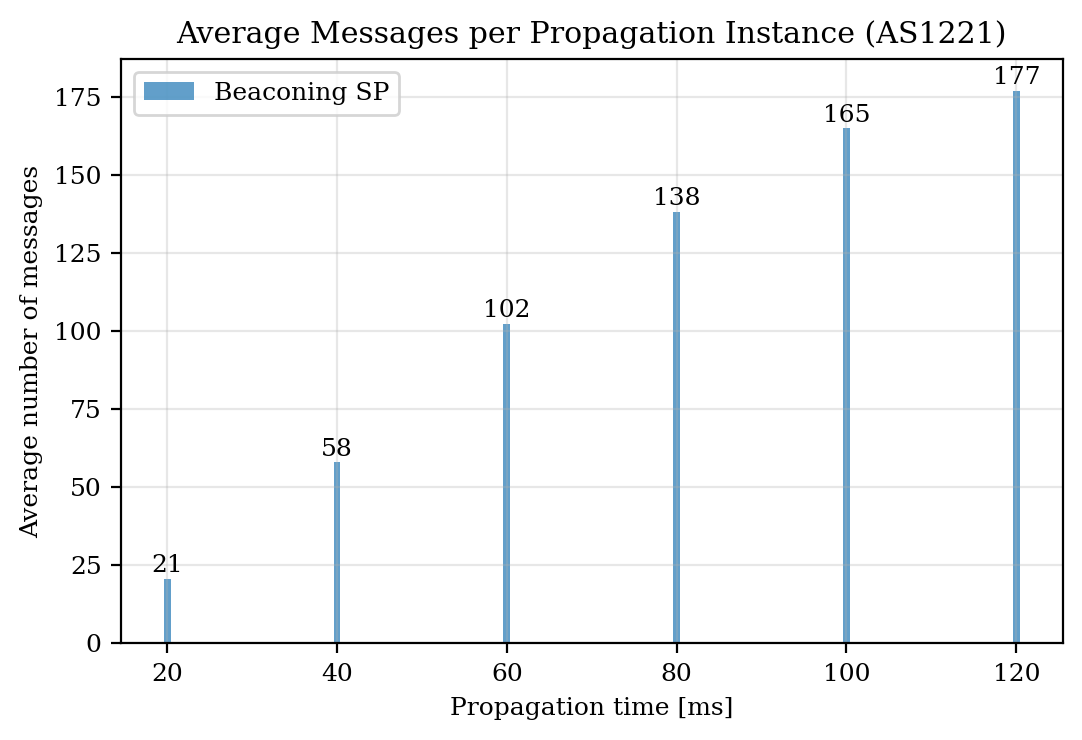 Average Messages per Propagation Instance (AS1221)
Beaconing SP
Average number of messages
175
150
125
100
75
50
25
0
21
58
102
138
165
177
20 40 60 80 100 120
Propagation time [ms]